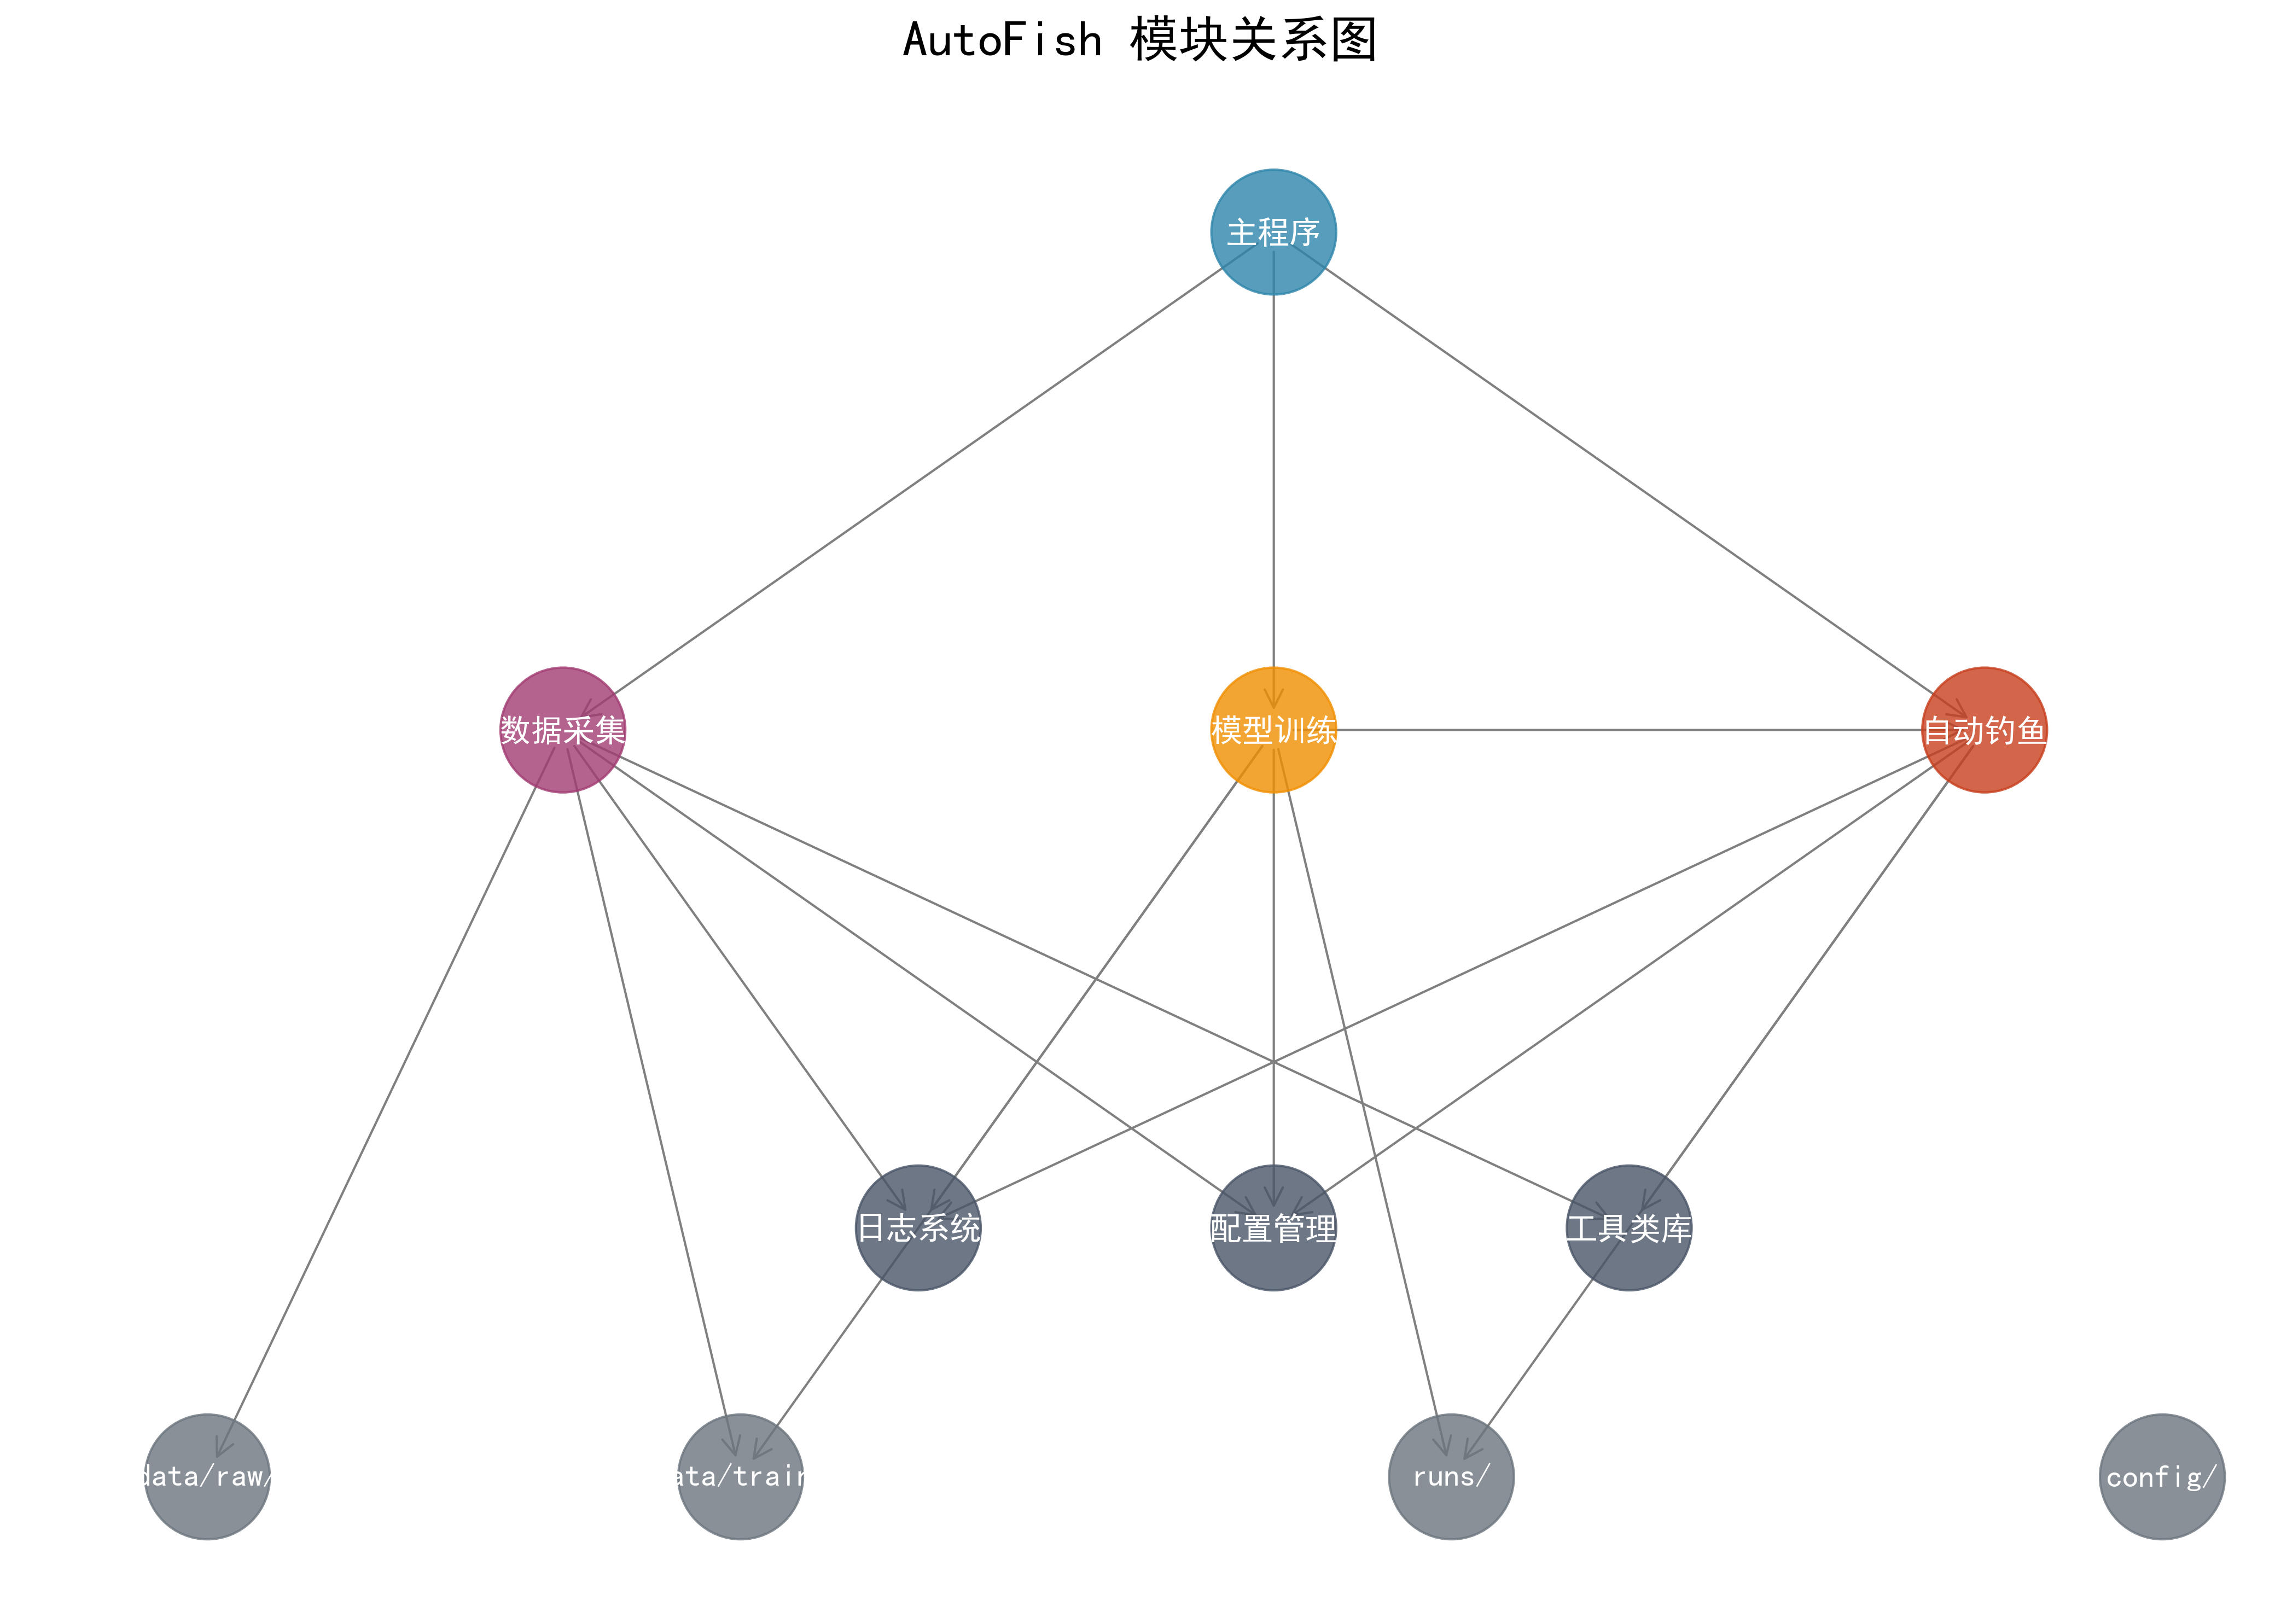 AutoFish 模块关系图
主程序
数据采集
模型训练
自动钓鱼
日志系统
配置管理
工具类库
data/raw/
ata/train
runs/
config/